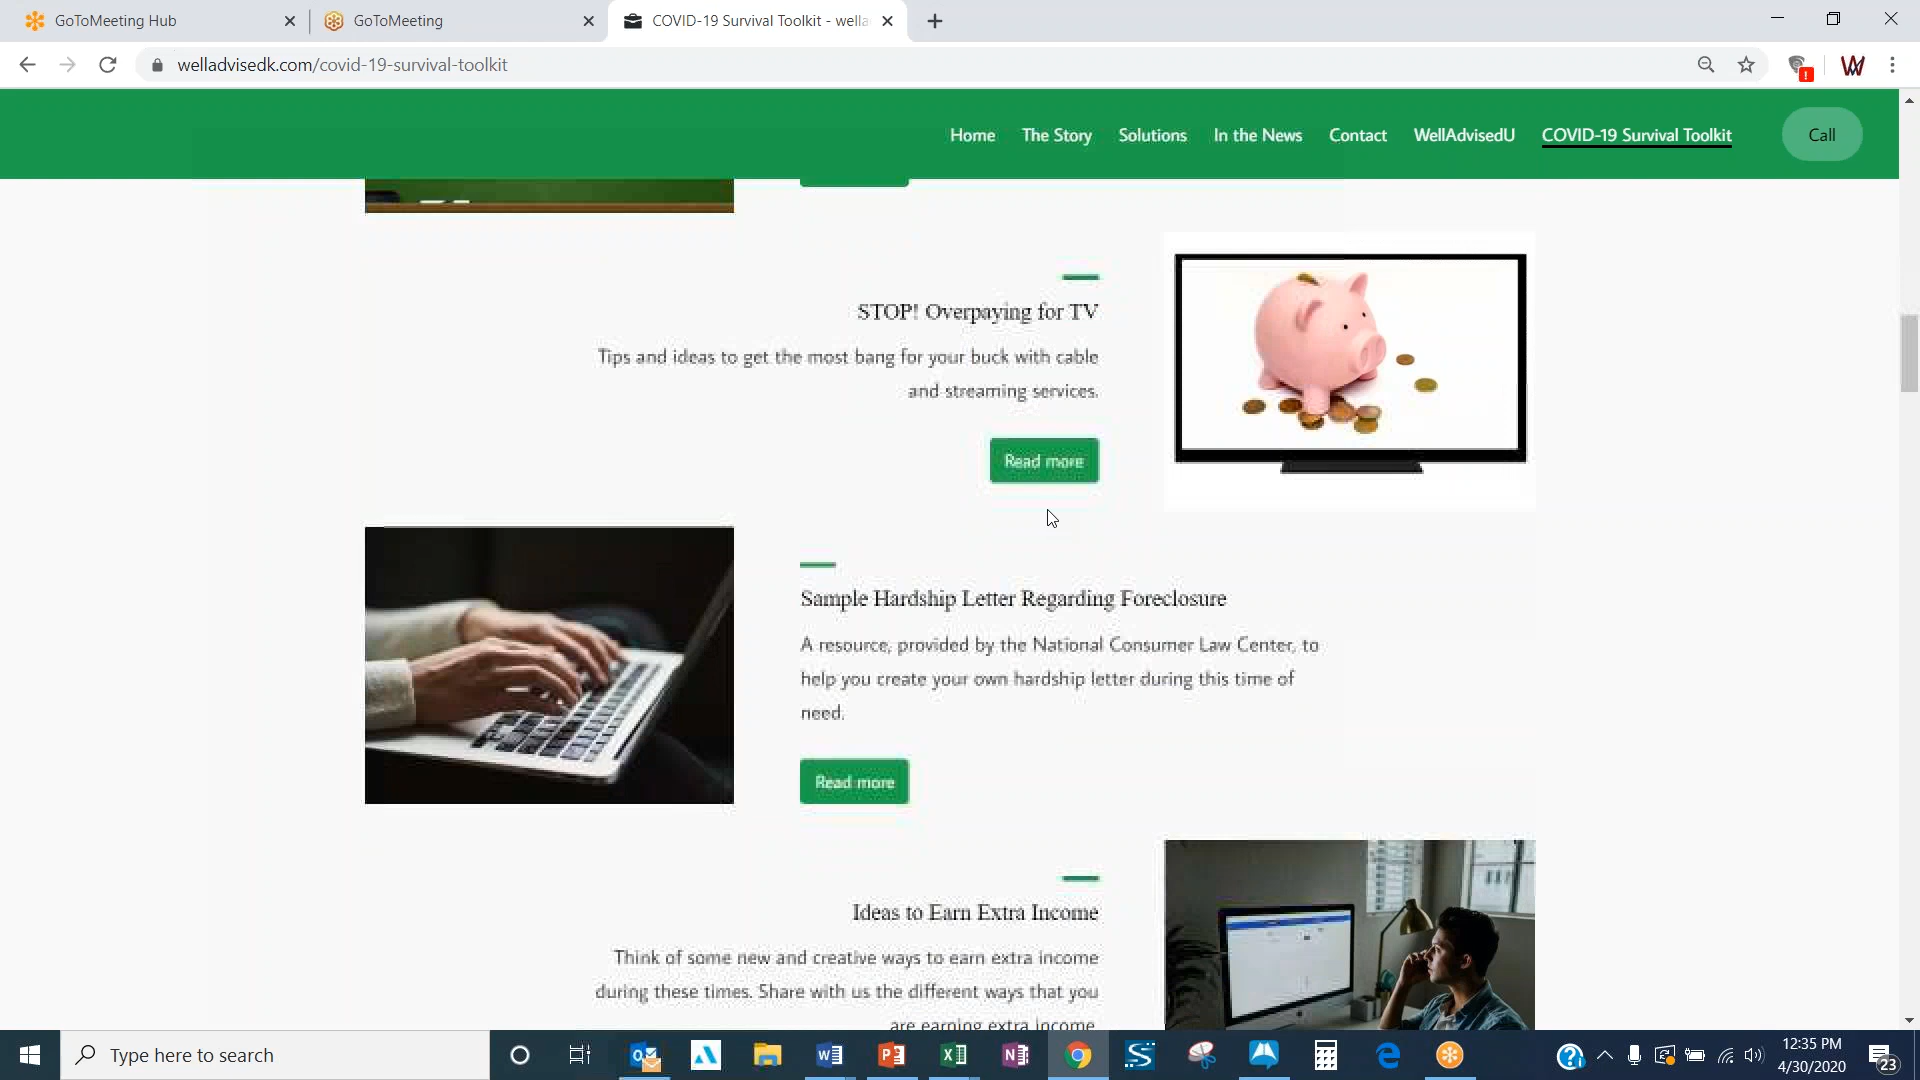 GoToMeeting Hub
GoToMeeting
COVID-19 Survival Toolkit - wella
welladvisedk.com/covid-19-survival-toolkit
Home The Story Solutions In the News Contact WellAdvisedU COVID-19 Survival Toolkit Call
STOP! Overpaying for TV
Tips and ideas to get the most bang for your buck with cable
and streaming services.
Read more
Sample Hardship Letter Regarding Foreclosure
A resource, provided by the National Consumer Law Center, to
help you create your own hardship letter during this time of
need.
Read more
Ideas to Earn Extra Income
Think of some new and creative ways to earn extra income
during these times. Share with us the different ways that you
are earning extra income.
Type here to search
12:35 PM
4/30/2020
23